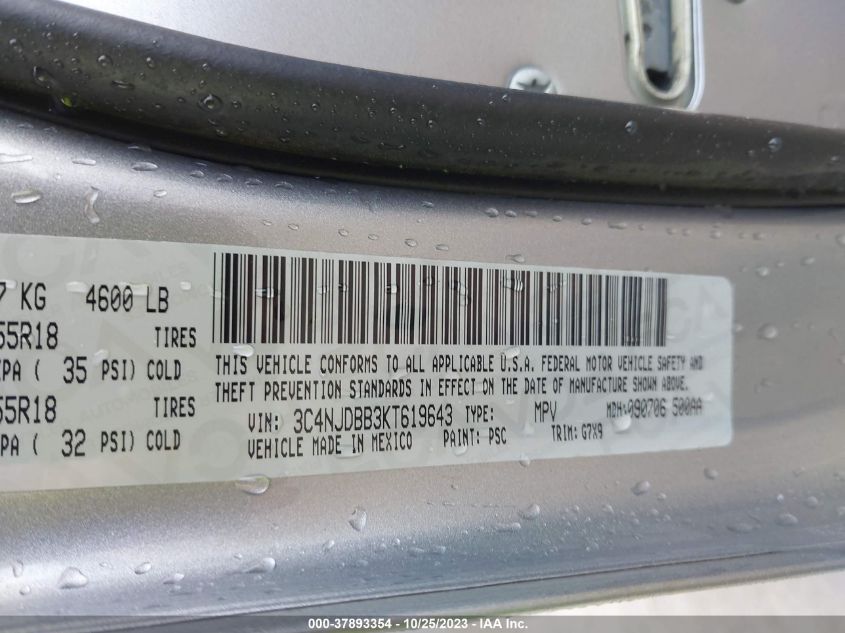 7 KG 4600 LB
55R18 TIRES
PA ( 35 PSI) COLD
55R18 TIRES
PA ( 32 PSI) COLD
THIS VEHICLE CONFORMS TO ALL APPLICABLE U.S.A. FEDERAL MOTOR VEHICLE SAFETY AND
THEFT PREVENTION STANDARDS IN EFFECT ON THE DATE OF MANUFACTURE SHOWN ABOVE.
VIN: 3C4NJDBB3KT619643 TYPE: MPV MDH:090706 500AA
VEHICLE MADE IN MEXICO PAINT: PSC TRIM: G7X9
000-37893354 | 10/25/2023 | IAA Inc.